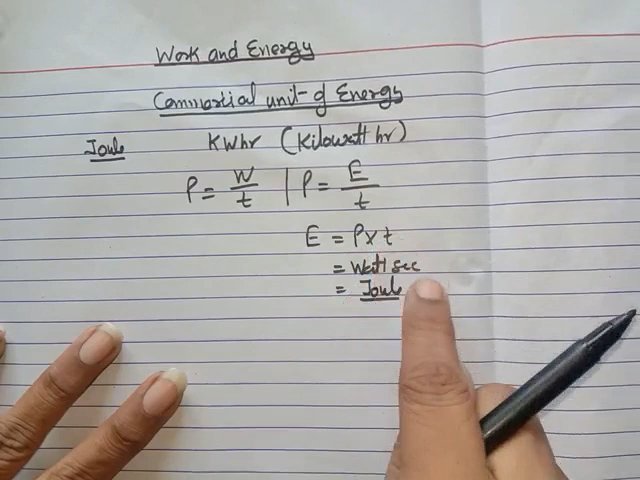 Work and Energy
Commertial unit of Energy
Joule KWhr (Kilowatt hr)
P = W/t | P = E/t
E = P x t
= Watt sec
= Joule